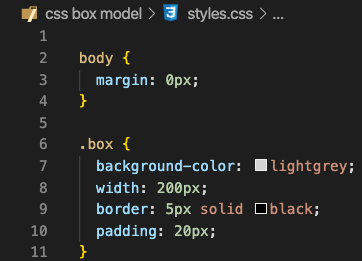 css box model > styles.css > ...
1
2 body {
3 margin: 0px;
4 }
5
6 .box {
7 background-color: lightgrey;
8 width: 200px;
9 border: 5px solid black;
10 padding: 20px;
11 }